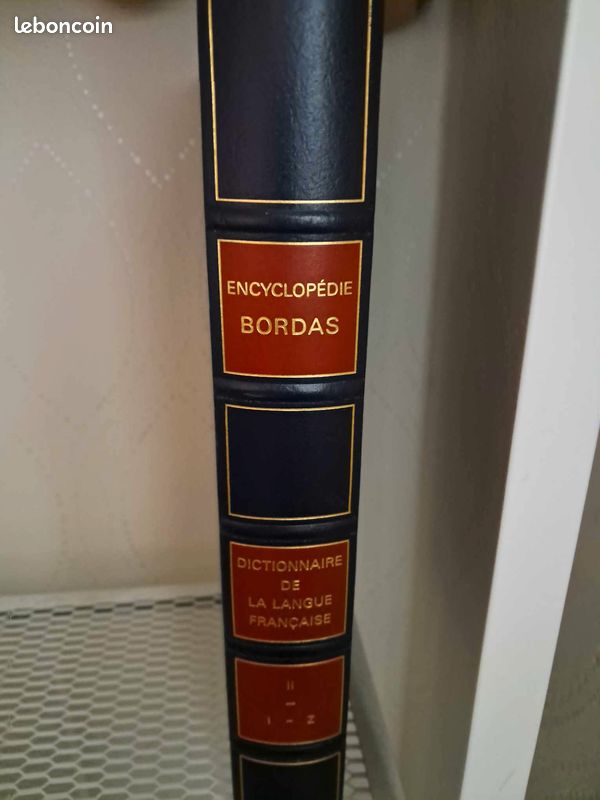 leboncoin
ENCYCLOPÉDIE
BORDAS
DICTIONNAIRE
DE
LA LANGUE
FRANÇAISE
II
I - Z